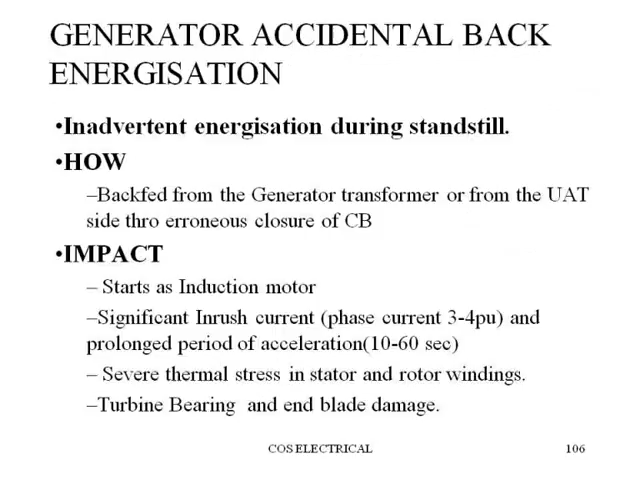 GENERATOR ACCIDENTAL BACK
ENERGISATION
•Inadvertent energisation during standstill.
•HOW
–Backfed from the Generator transformer or from the UAT
side thro erroneous closure of CB
•IMPACT
– Starts as Induction motor
–Significant Inrush current (phase current 3-4pu) and
prolonged period of acceleration(10-60 sec)
– Severe thermal stress in stator and rotor windings.
–Turbine Bearing and end blade damage.
COS ELECTRICAL 106